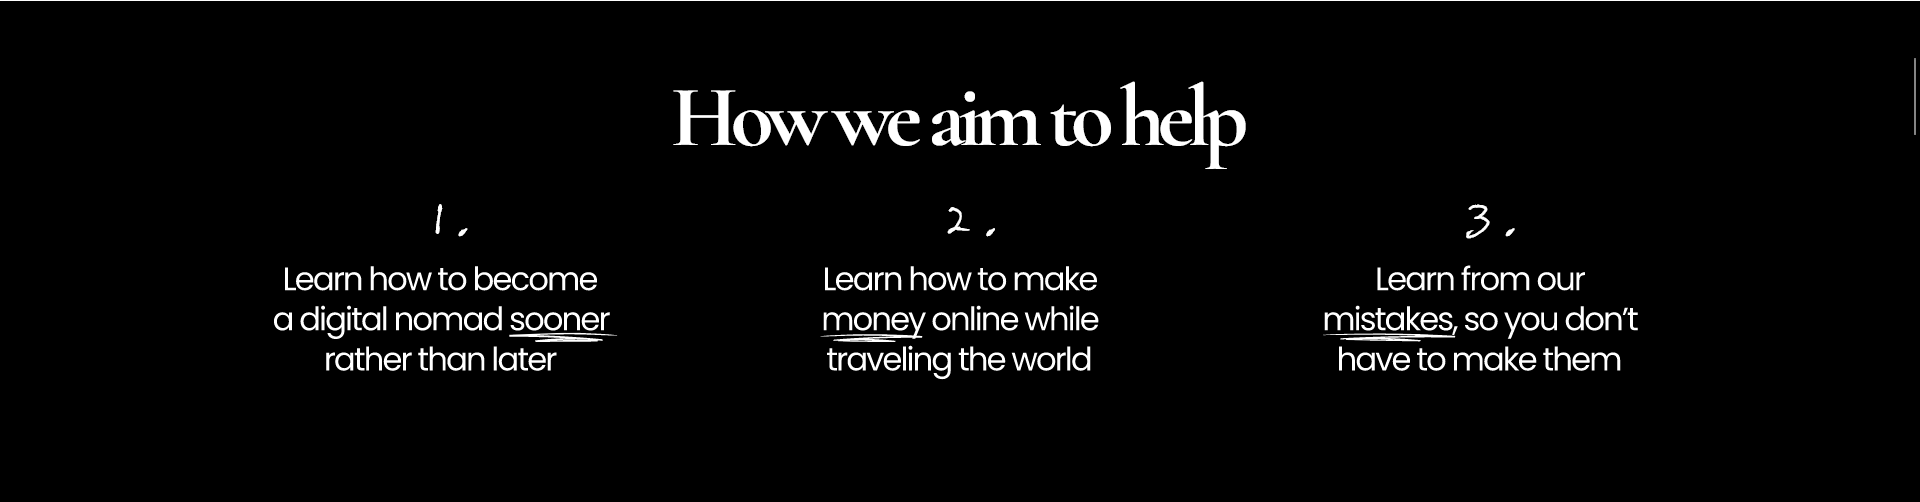 How we aim to help
1.
Learn how to become
a digital nomad sooner
rather than later
2.
Learn how to make
money online while
traveling the world
3.
Learn from our
mistakes, so you don’t
have to make them